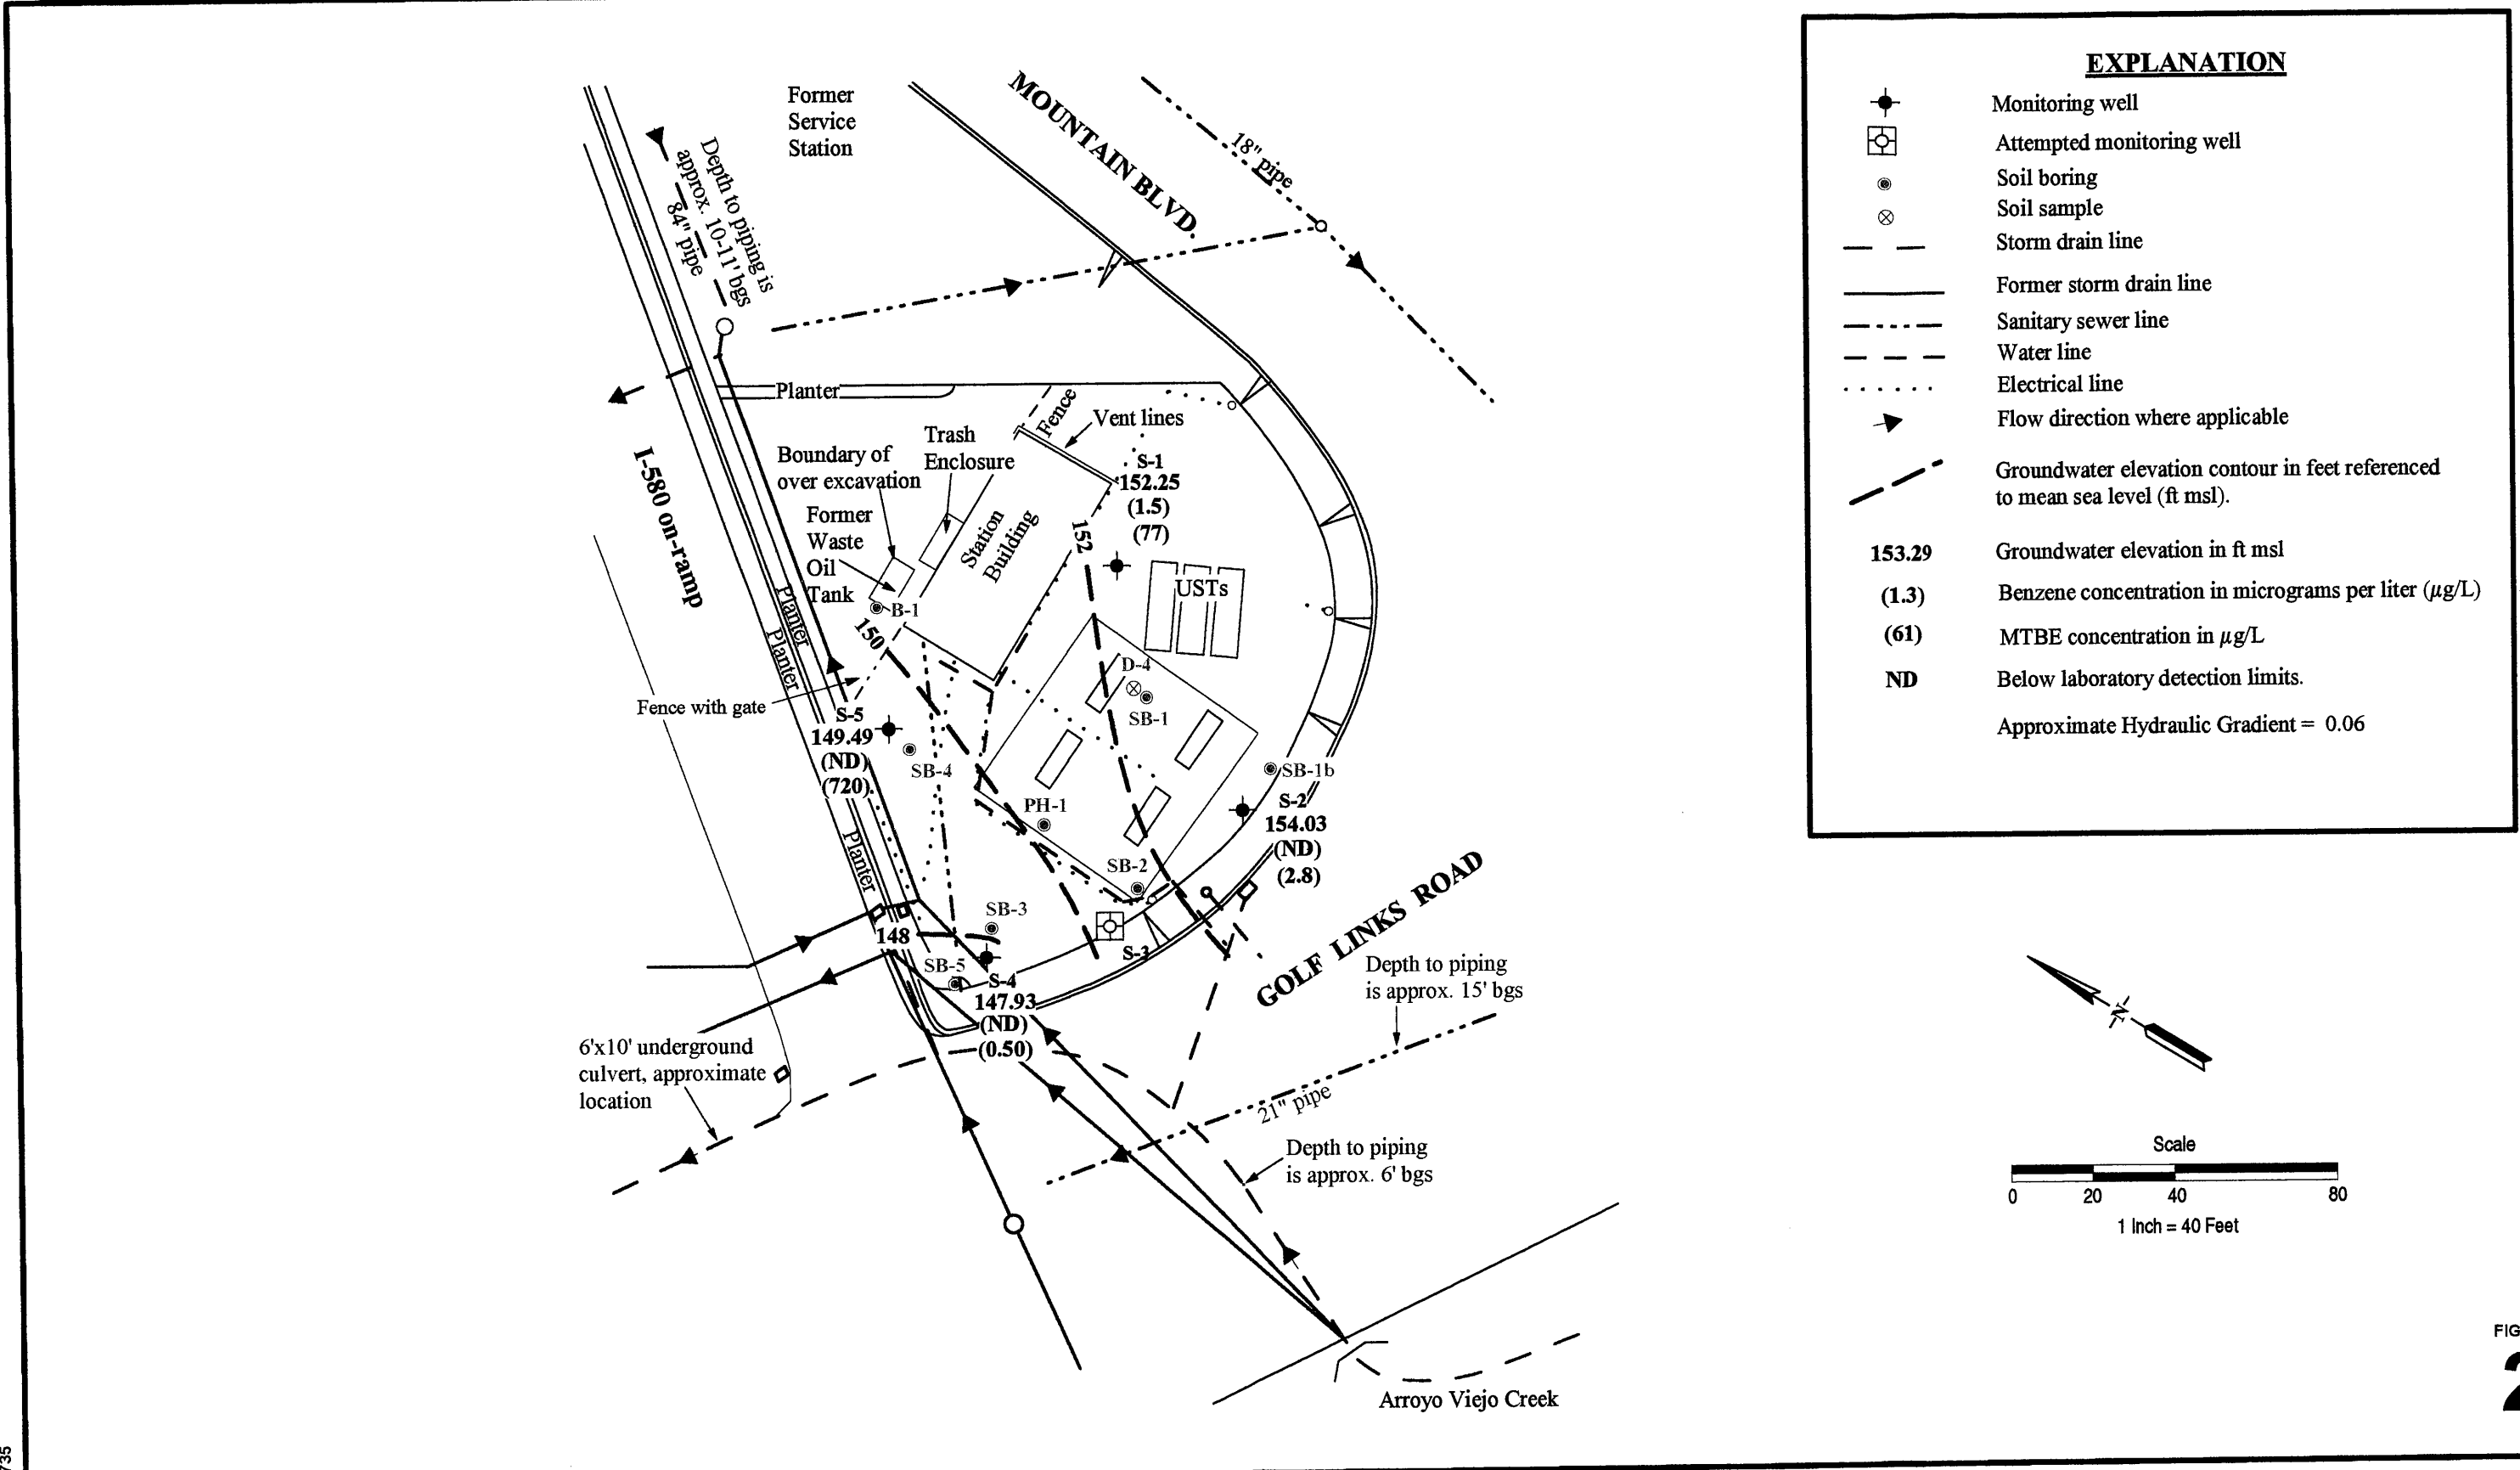 Former
Service
Station
MOUNTAIN BLVD.
18" pipe
Depth to piping is
approx. 10-11' bgs
84" pipe
Planter
Fence
Vent lines
Trash
Enclosure
Boundary of
over excavation
Former
Waste
Oil
Tank
Station
Building
S-1
152.25
(1.5)
(77)
152
USTs
I-580 on-ramp
Planter
Planter
B-1
150
D-4
SB-1
Fence with gate
S-5
149.49
(ND)
(720)
SB-4
PH-1
SB-1b
S-2
154.03
(ND)
(2.8)
Planter
SB-2
SB-3
148
S-3
SB-5
S-4
147.93
(ND)
(0.50)
GOLF LINKS ROAD
Depth to piping
is approx. 15' bgs
6'x10' underground
culvert, approximate
location
21" pipe
Depth to piping
is approx. 6' bgs
Arroyo Viejo Creek
EXPLANATION
Monitoring well
Attempted monitoring well
Soil boring
Soil sample
Storm drain line
Former storm drain line
Sanitary sewer line
Water line
Electrical line
Flow direction where applicable
Groundwater elevation contour in feet referenced
to mean sea level (ft msl).
153.29 Groundwater elevation in ft msl
(1.3) Benzene concentration in micrograms per liter (µg/L)
(61) MTBE concentration in µg/L
ND Below laboratory detection limits.
Approximate Hydraulic Gradient = 0.06
N
Scale
0 20 40 80
1 Inch = 40 Feet
FIG
735